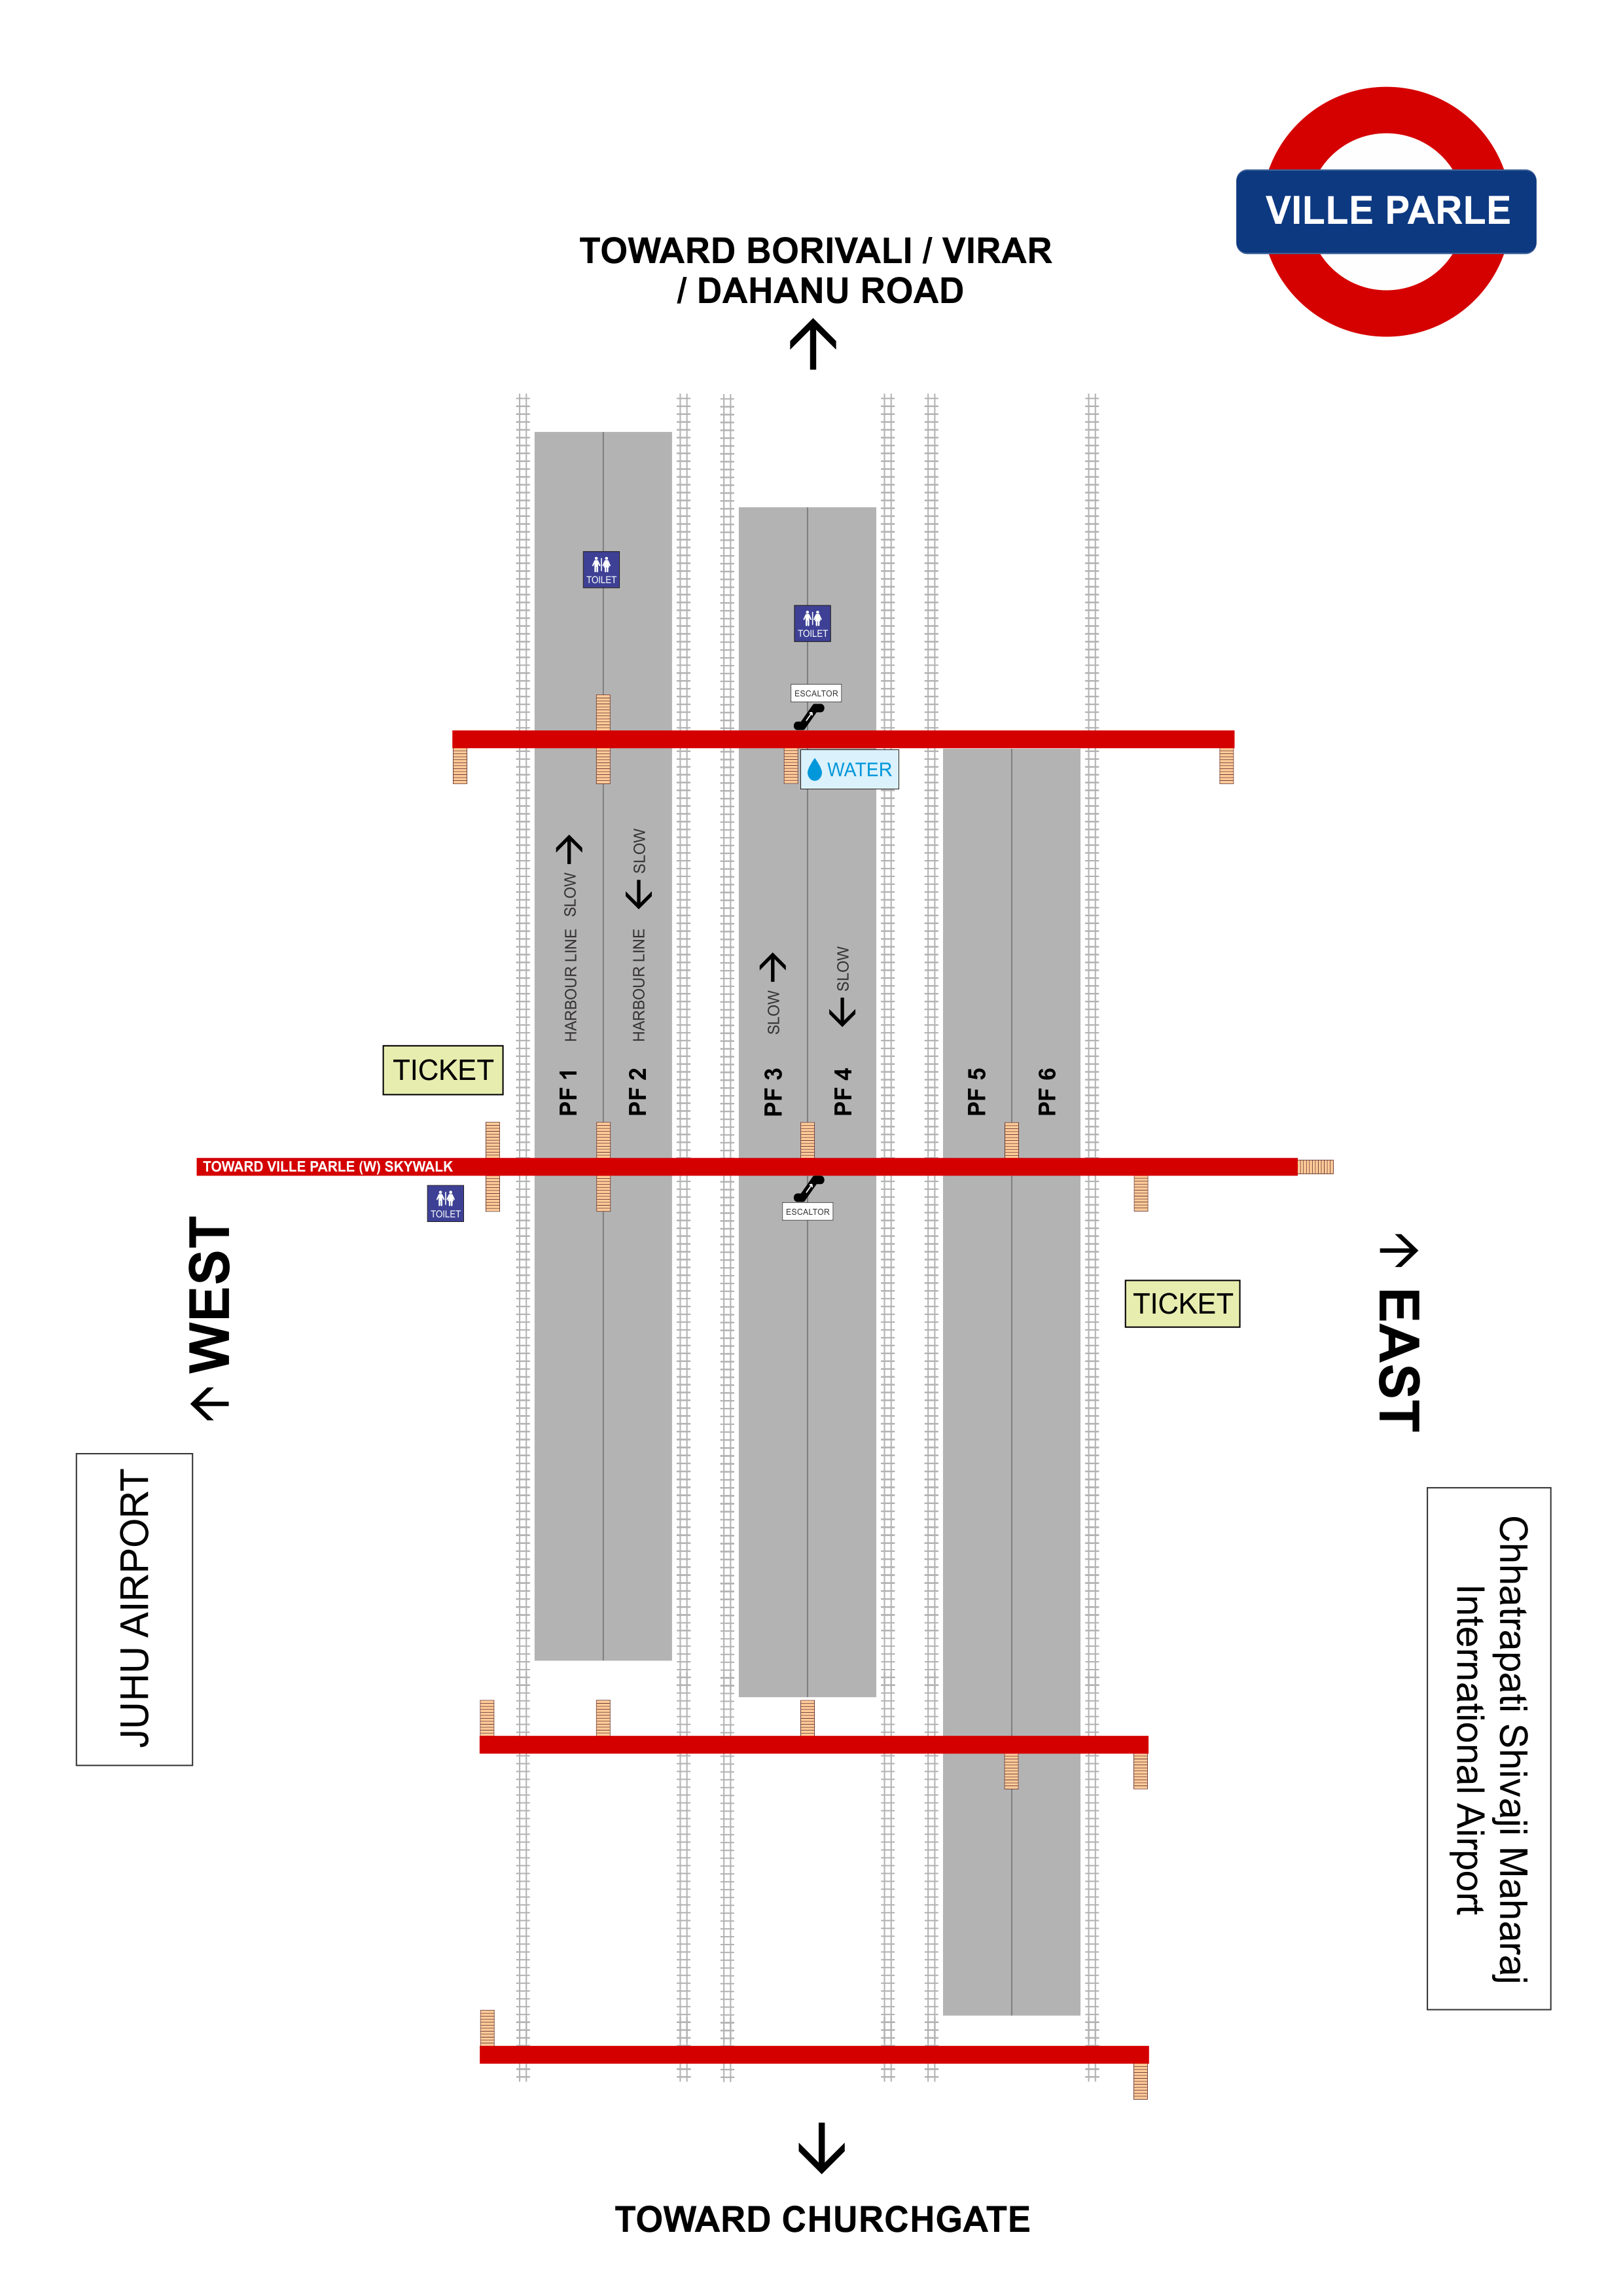 VILLE PARLE
TOWARD BORIVALI / VIRAR
/ DAHANU ROAD
TOILET
TOILET
ESCALTOR
WATER
HARBOUR LINE SLOW
HARBOUR LINE SLOW
SLOW
SLOW
TICKET
PF 1
PF 2
PF 3
PF 4
PF 5
PF 6
TOWARD VILLE PARLE (W) SKYWALK
TOILET
ESCALTOR
WEST
EAST
TICKET
JUHU AIRPORT
Chhatrapati Shivaji Maharaj
International Airport
TOWARD CHURCHGATE